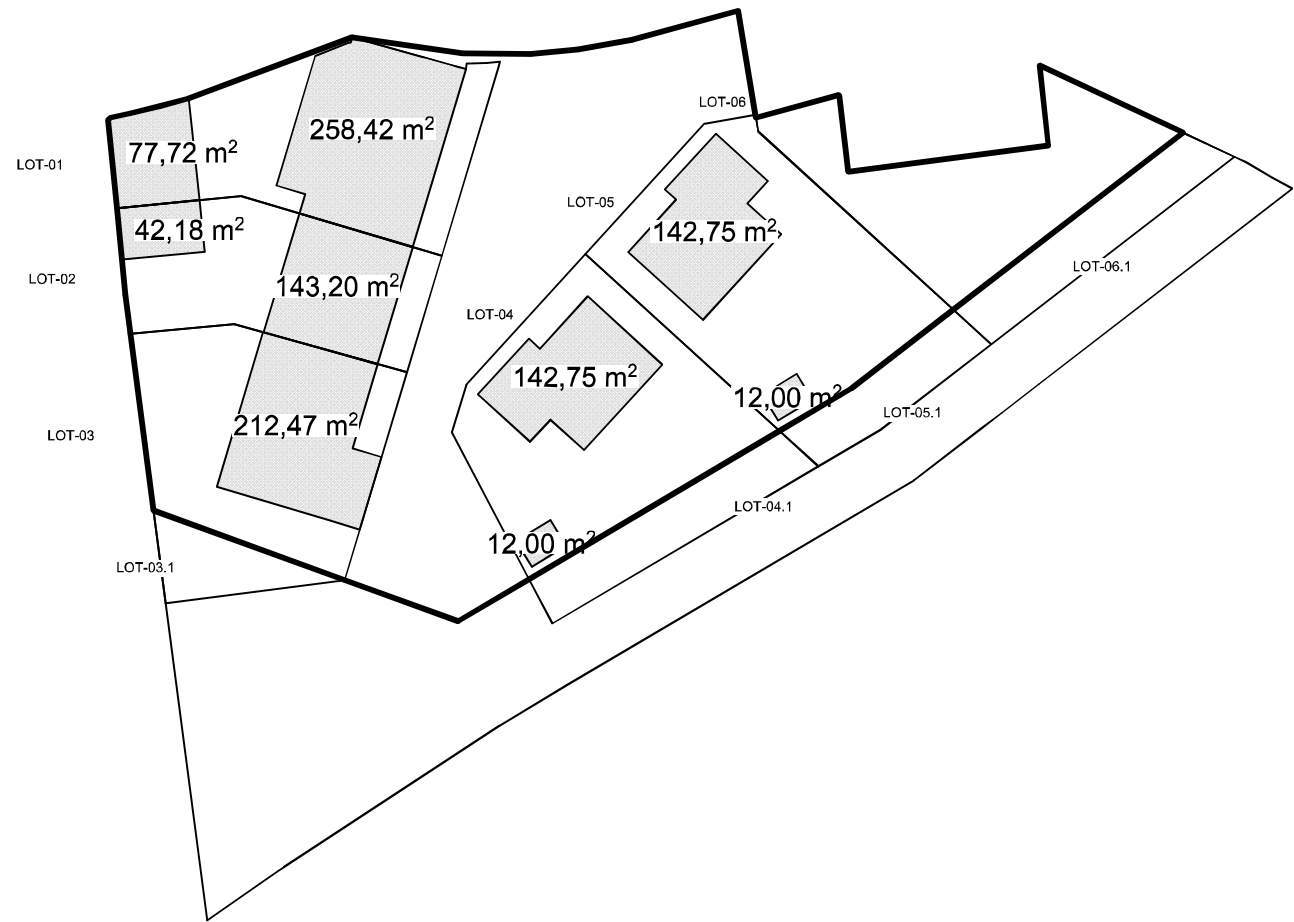 LOT-06
258,42 m²
77,72 m²
LOT-01
LOT-05
42,18 m²
142,75 m²
LOT-06.1
LOT-02
143,20 m²
LOT-04
142,75 m²
12,00 m²
LOT-05.1
212,47 m²
LOT-03
LOT-04.1
12,00 m²
LOT-03.1